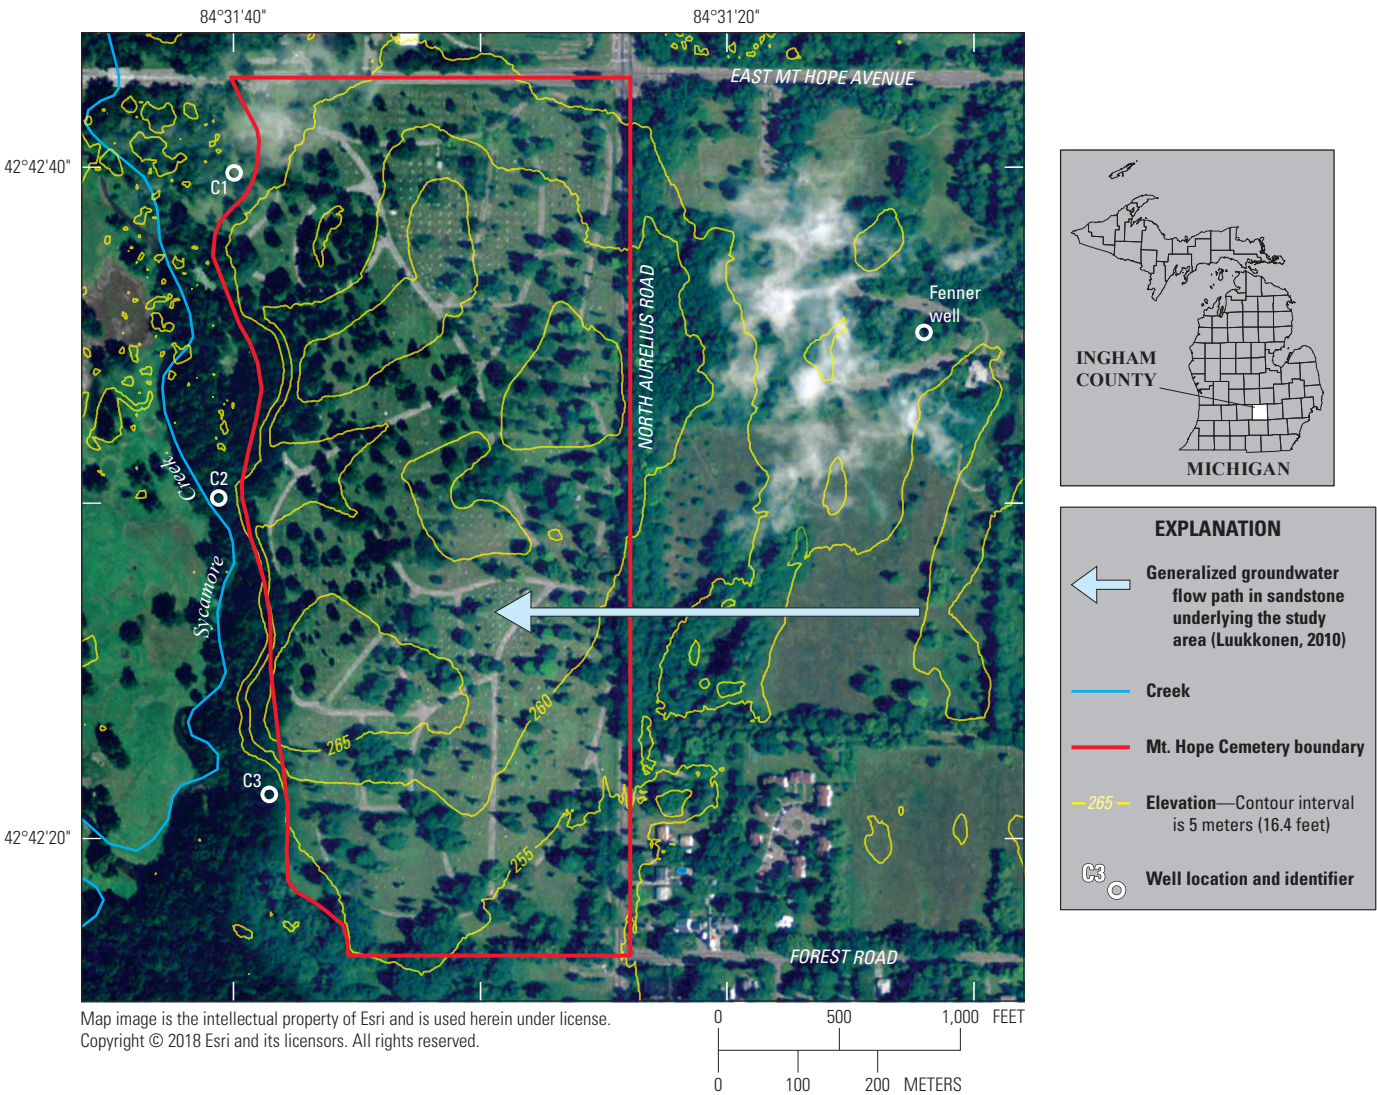 84°31'40"
84°31'20"
EAST MT HOPE AVENUE
42°42'40"
C1
NORTH AURELIUS ROAD
Fenner
well
C2
Sycamore Creek
260
265
C3
42°42'20"
255
FOREST ROAD
Map image is the intellectual property of Esri and is used herein under license.
Copyright © 2018 Esri and its licensors. All rights reserved.
0 500 1,000 FEET
0 100 200 METERS
INGHAM
COUNTY
MICHIGAN
EXPLANATION
Generalized groundwater
flow path in sandstone
underlying the study
area (Luukkonen, 2010)
Creek
Mt. Hope Cemetery boundary
265
Elevation—Contour interval
is 5 meters (16.4 feet)
C3
Well location and identifier